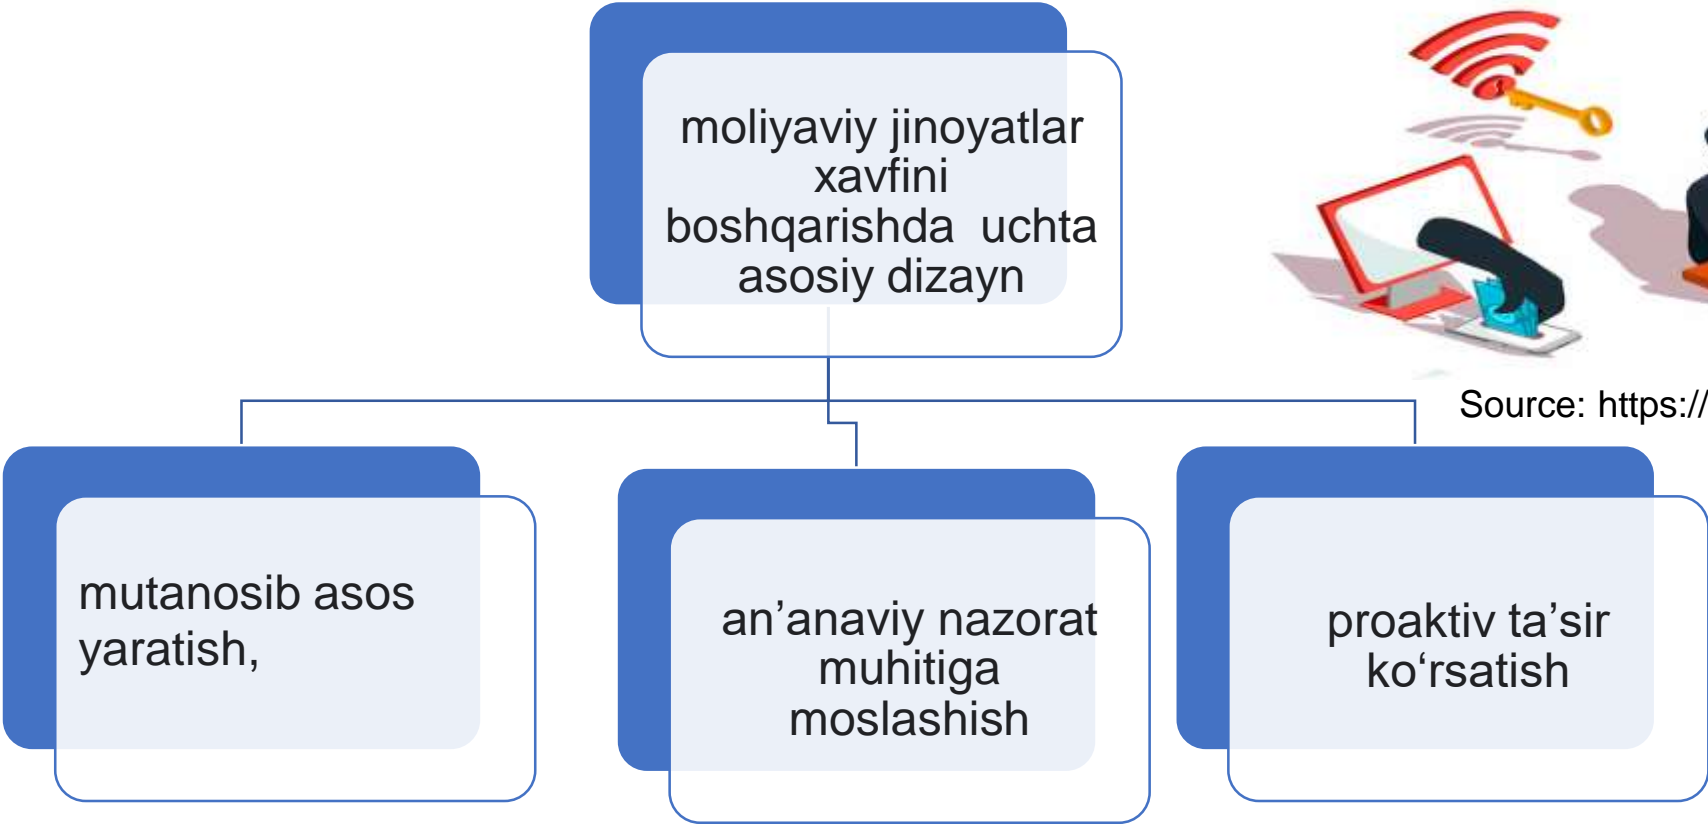 moliyaviy jinoyatlar
xavfini
boshqarishda uchta
asosiy dizayn
Source: https://
mutanosib asos
yaratish,
an’anaviy nazorat
muhitiga
moslashish
proaktiv ta’sir
ko‘rsatish